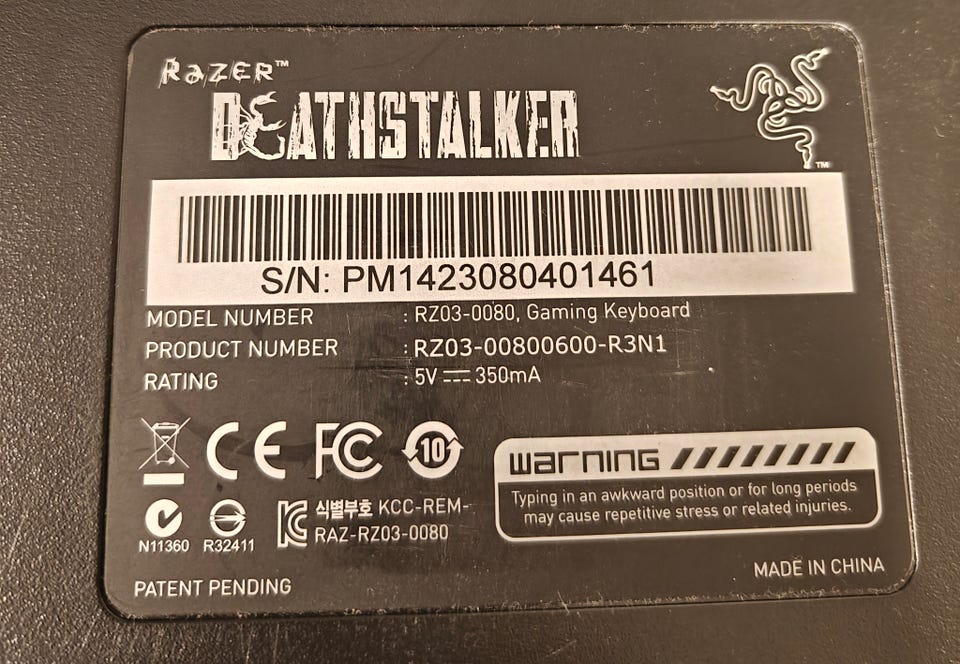 RAZER™
DEATHSTALKER
™
S/N: PM1423080401461
MODEL NUMBER : RZ03-0080, Gaming Keyboard
PRODUCT NUMBER : RZ03-00800600-R3N1
RATING : 5V ⎓ 350mA
CE FC 10
N11360 R32411
식별부호 KCC-REM-
RAZ-RZ03-0080
warning
Typing in an awkward position or for long periods
may cause repetitive stress or related injuries.
PATENT PENDING
MADE IN CHINA